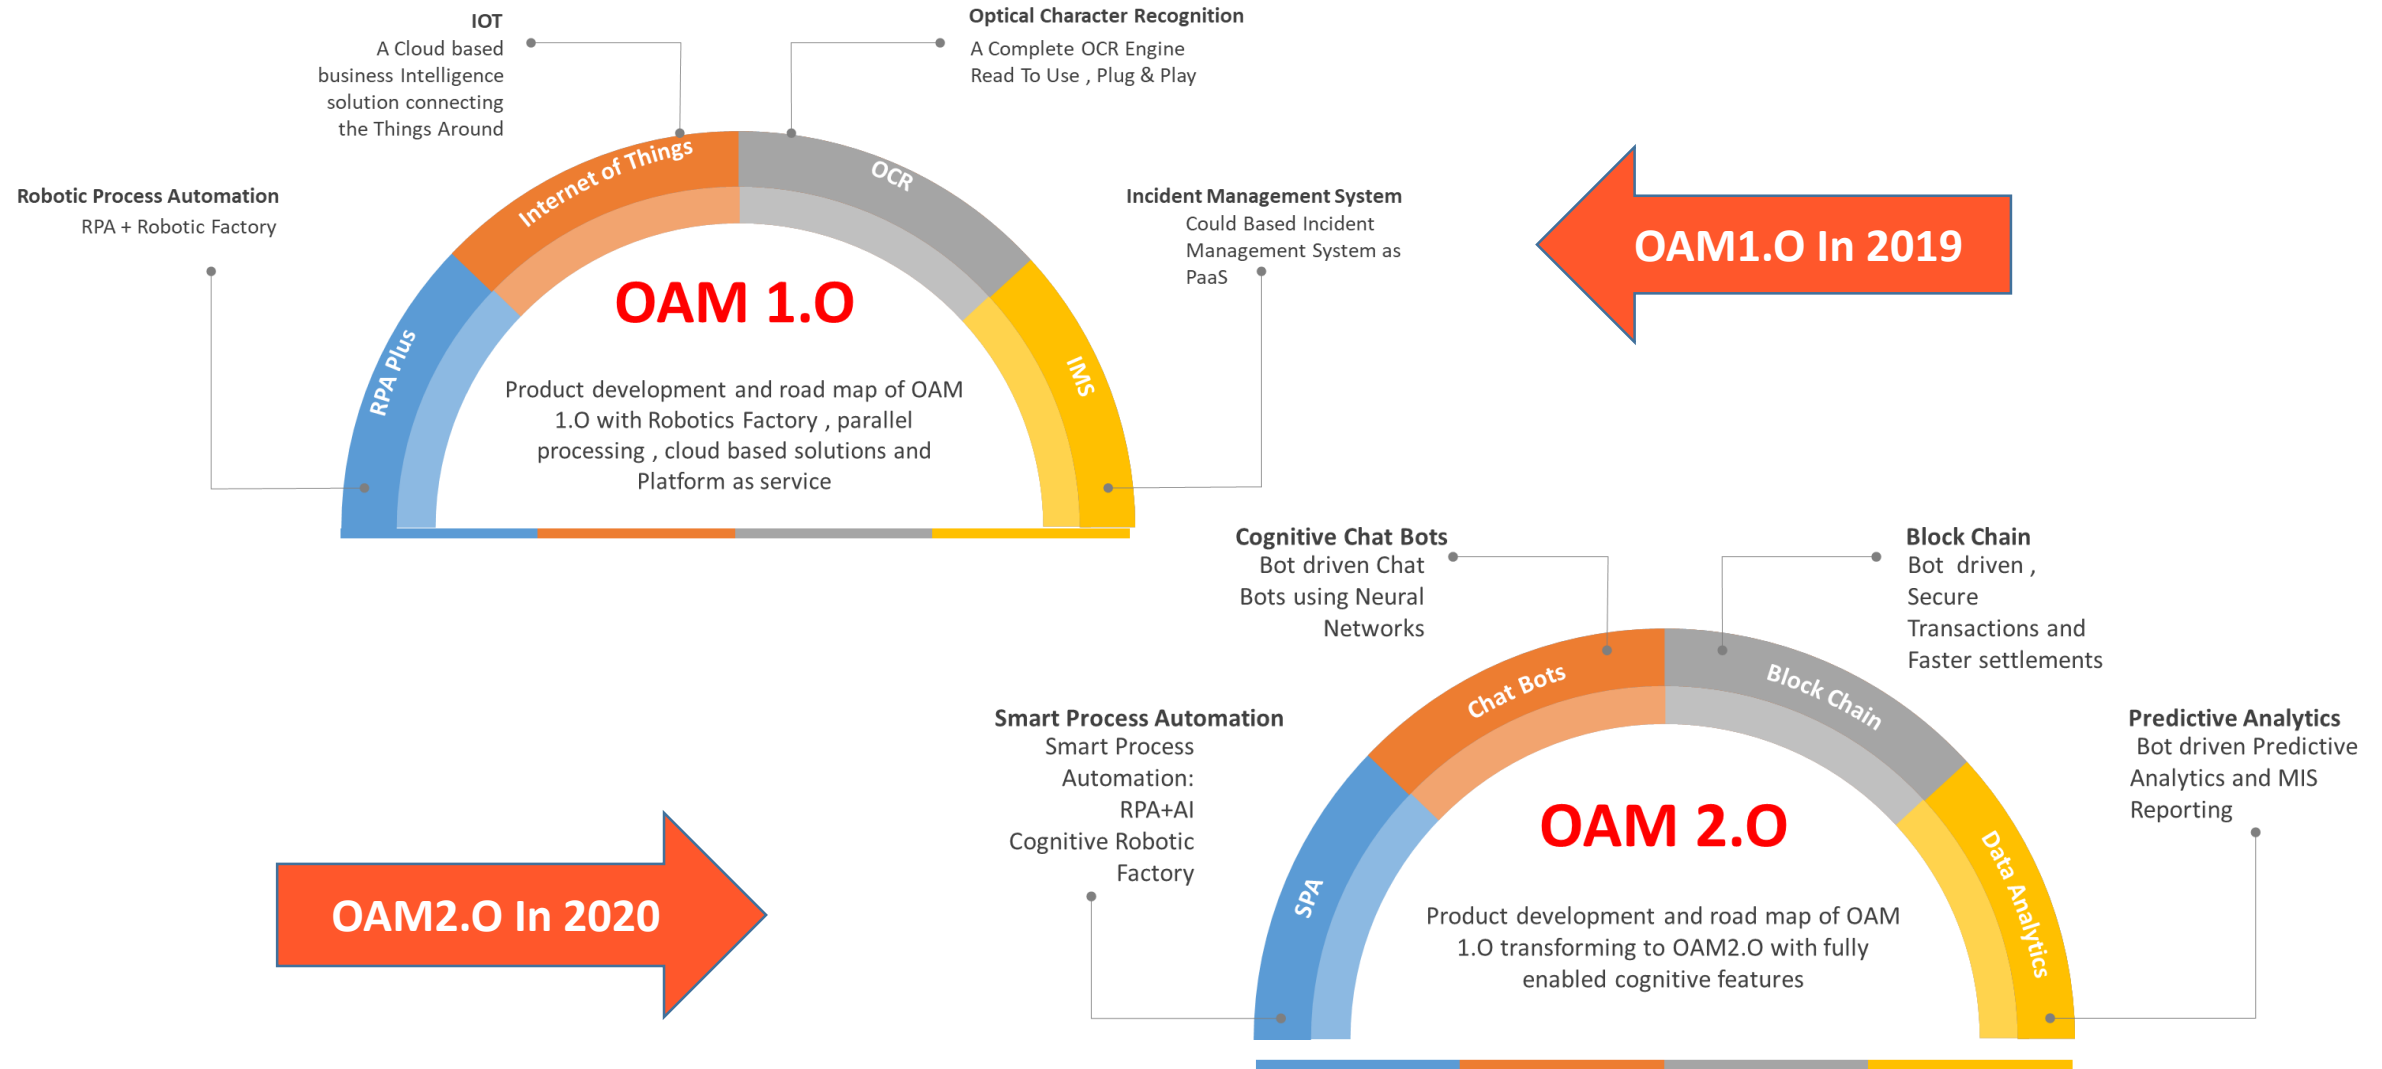 IOT
A Cloud based
business Intelligence
solution connecting
the Things Around
Optical Character Recognition
A Complete OCR Engine
Read To Use , Plug & Play
Robotic Process Automation
RPA + Robotic Factory
Incident Management System
Could Based Incident
Management System as
PaaS
RPA Plus
Internet of Things
OCR
IMS
OAM 1.O
Product development and road map of OAM
1.O with Robotics Factory , parallel
processing , cloud based solutions and
Platform as service
OAM1.O In 2019
Cognitive Chat Bots
Bot driven Chat
Bots using Neural
Networks
Block Chain
Bot driven ,
Secure
Transactions and
Faster settlements
Smart Process Automation
Smart Process
Automation:
RPA+AI
Cognitive Robotic
Factory
Predictive Analytics
Bot driven Predictive
Analytics and MIS
Reporting
SPA
Chat Bots
Block Chain
Data Analytics
OAM 2.O
Product development and road map of OAM
1.O transforming to OAM2.O with fully
enabled cognitive features
OAM2.O In 2020